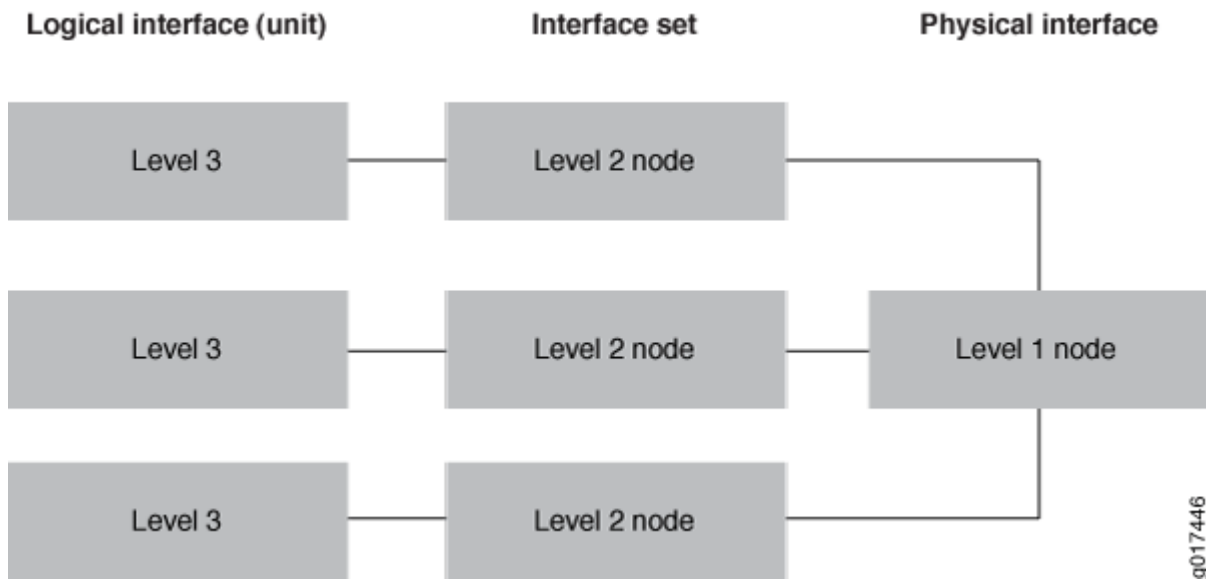 Logical interface (unit) Interface set Physical interface
Level 3 Level 2 node
Level 3 Level 2 node Level 1 node
Level 3 Level 2 node
g017446